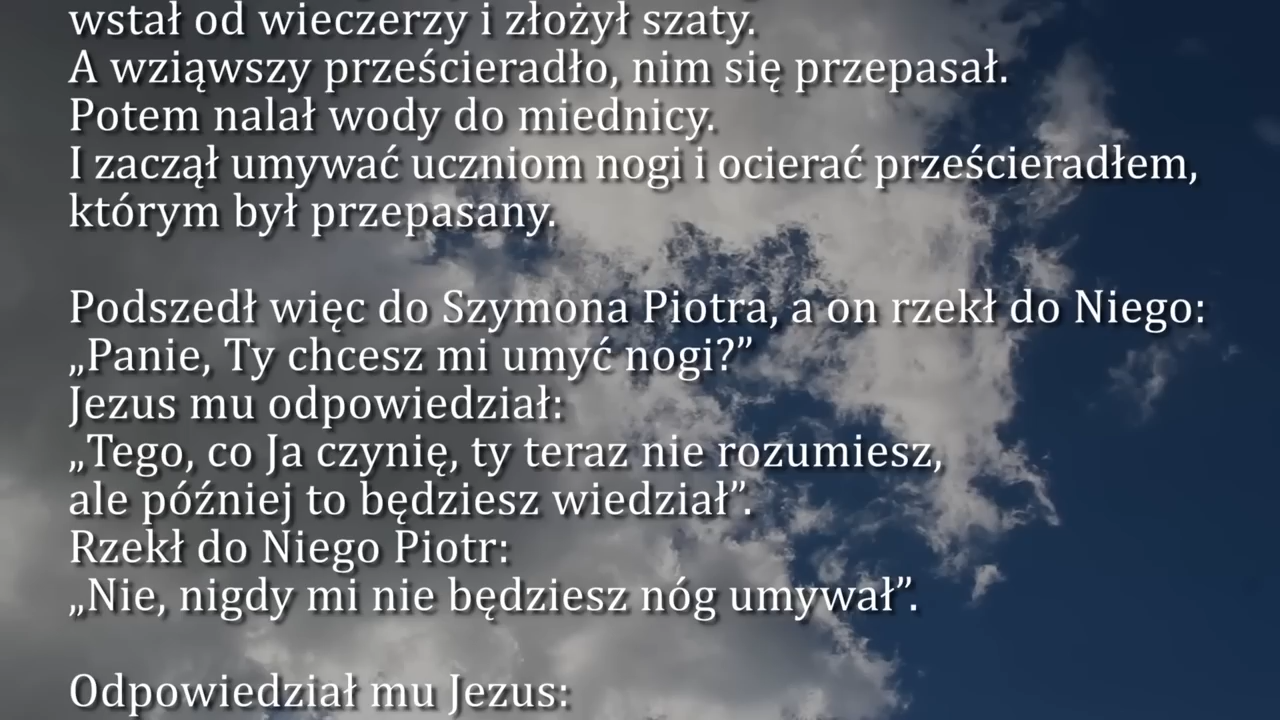 wstał od wieczerzy i złożył szaty.
A wziąwszy prześcieradło, nim się przepasał.
Potem nalał wody do miednicy.
I zaczął umywać uczniom nogi i ocierać prześcieradłem,
którym był przepasany.
Podszedł więc do Szymona Piotra, a on rzekł do Niego:
„Panie, Ty chcesz mi umyć nogi?”
Jezus mu odpowiedział:
„Tego, co Ja czynię, ty teraz nie rozumiesz,
ale później to będziesz wiedział”.
Rzekł do Niego Piotr:
„Nie, nigdy mi nie będziesz nóg umywał”.
Odpowiedział mu Jezus: